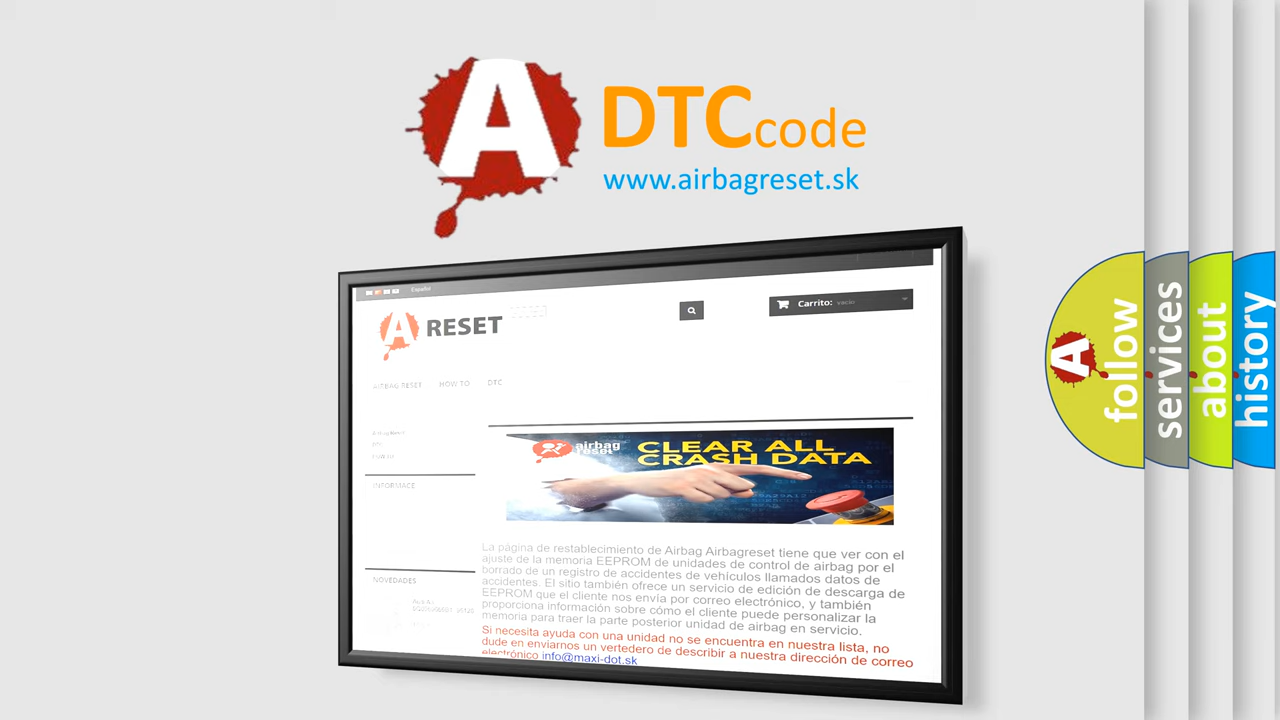 A
DTCcode
www.airbagreset.sk
Español
A RESET
Carrito: vacío
AIRBAG RESET HOW TO DTC
airbag
reset
CLEAR ALL
CRASH DATA
INFORMACE
La página de restablecimiento de Airbag Airbagreset tiene que ver con el
ajuste de la memoria EEPROM de unidades de control de airbag por el
borrado de un registro de accidentes de vehículos llamados datos de
accidentes. El sitio también ofrece un servicio de edición de descarga de
EEPROM que el cliente nos envía por correo electrónico, y también
proporciona información sobre cómo el cliente puede personalizar la
memoria para traer la parte posterior unidad de airbag en servicio.
Si necesita ayuda con una unidad no se encuentra en nuestra lista, no
dude en enviarnos un vertedero de describir a nuestra dirección de correo
electrónico info@maxi-dot.sk
NOVEDADES
A
follow
services
about
history